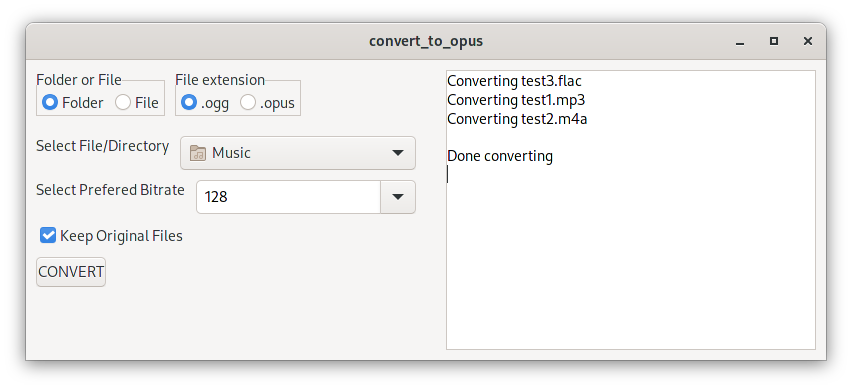 convert_to_opus
Folder or File
Folder File
File extension
.ogg .opus
Select File/Directory Music
Select Prefered Bitrate 128
Keep Original Files
CONVERT
Converting test3.flac
Converting test1.mp3
Converting test2.m4a
Done converting